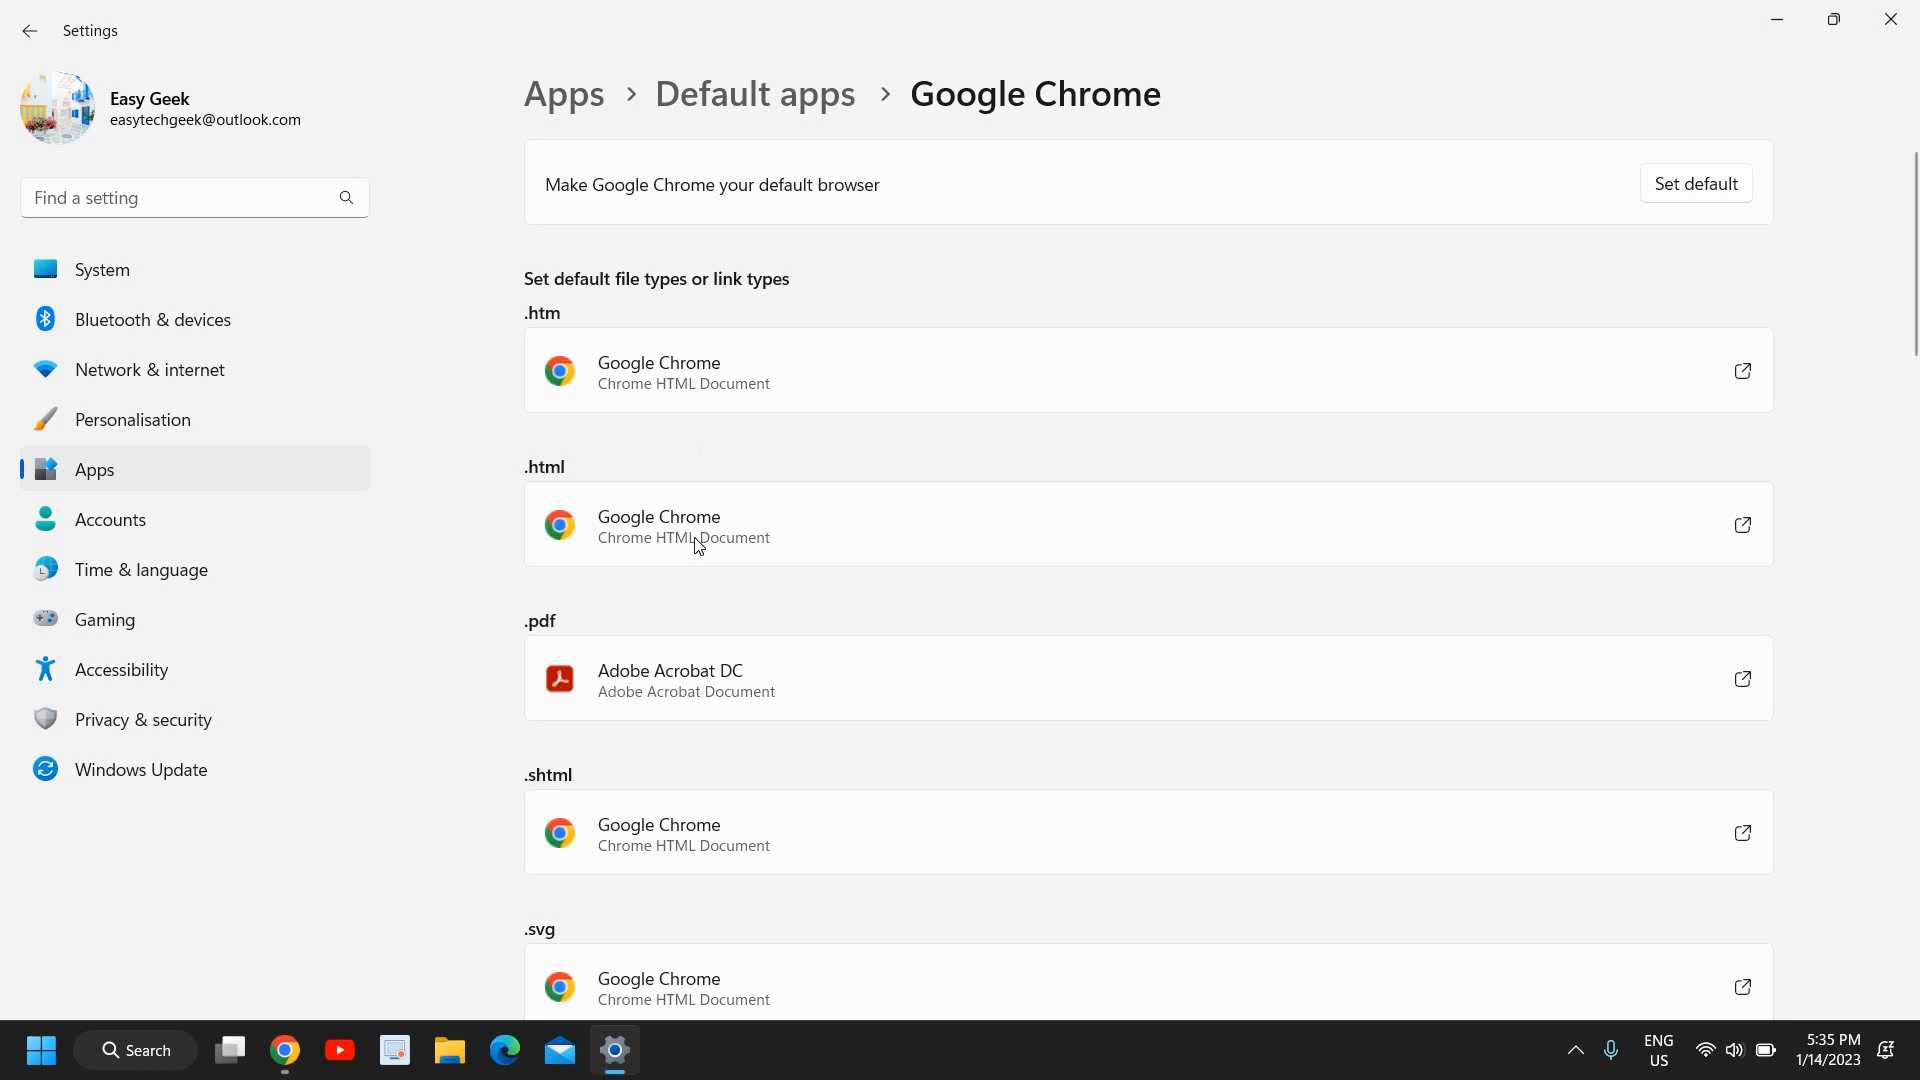 Settings
Easy Geek
easytechgeek@outlook.com
Find a setting
System
Bluetooth & devices
Network & internet
Personalisation
Apps
Accounts
Time & language
Gaming
Accessibility
Privacy & security
Windows Update
Apps > Default apps > Google Chrome
Make Google Chrome your default browser
Set default
Set default file types or link types
.htm
Google Chrome
Chrome HTML Document
.html
Google Chrome
Chrome HTML Document
.pdf
Adobe Acrobat DC
Adobe Acrobat Document
.shtml
Google Chrome
Chrome HTML Document
.svg
Google Chrome
Chrome HTML Document
Search
ENG
US
5:35 PM
1/14/2023